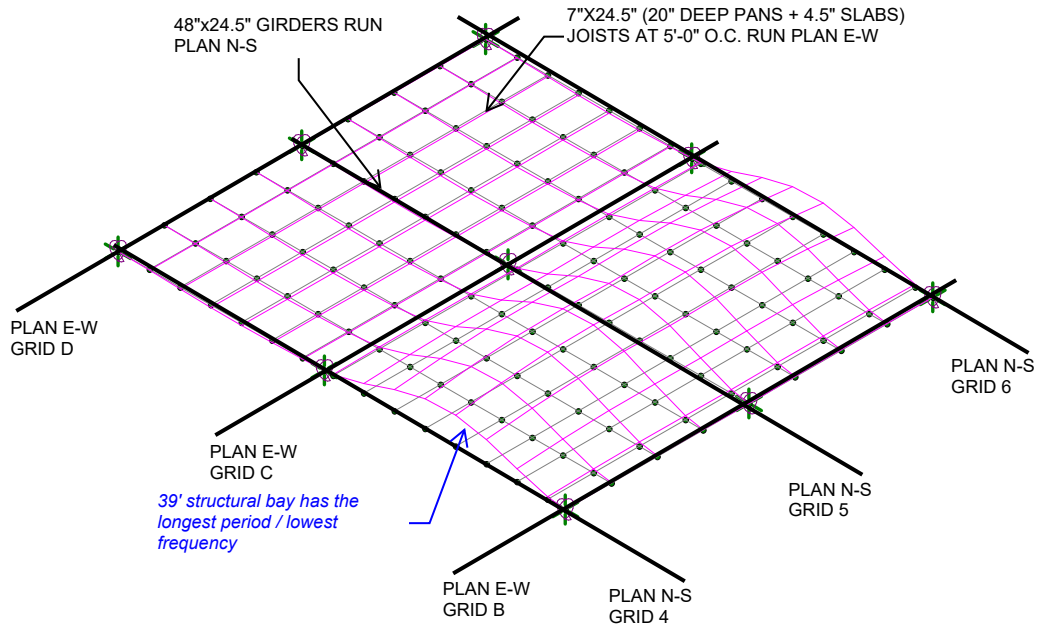 48"x24.5" GIRDERS RUN
PLAN N-S
7"X24.5" (20" DEEP PANS + 4.5" SLABS)
JOISTS AT 5'-0" O.C. RUN PLAN E-W
PLAN E-W
GRID D
PLAN N-S
GRID 6
PLAN E-W
GRID C
39' structural bay has the
longest period / lowest
frequency
PLAN N-S
GRID 5
PLAN E-W
GRID B
PLAN N-S
GRID 4